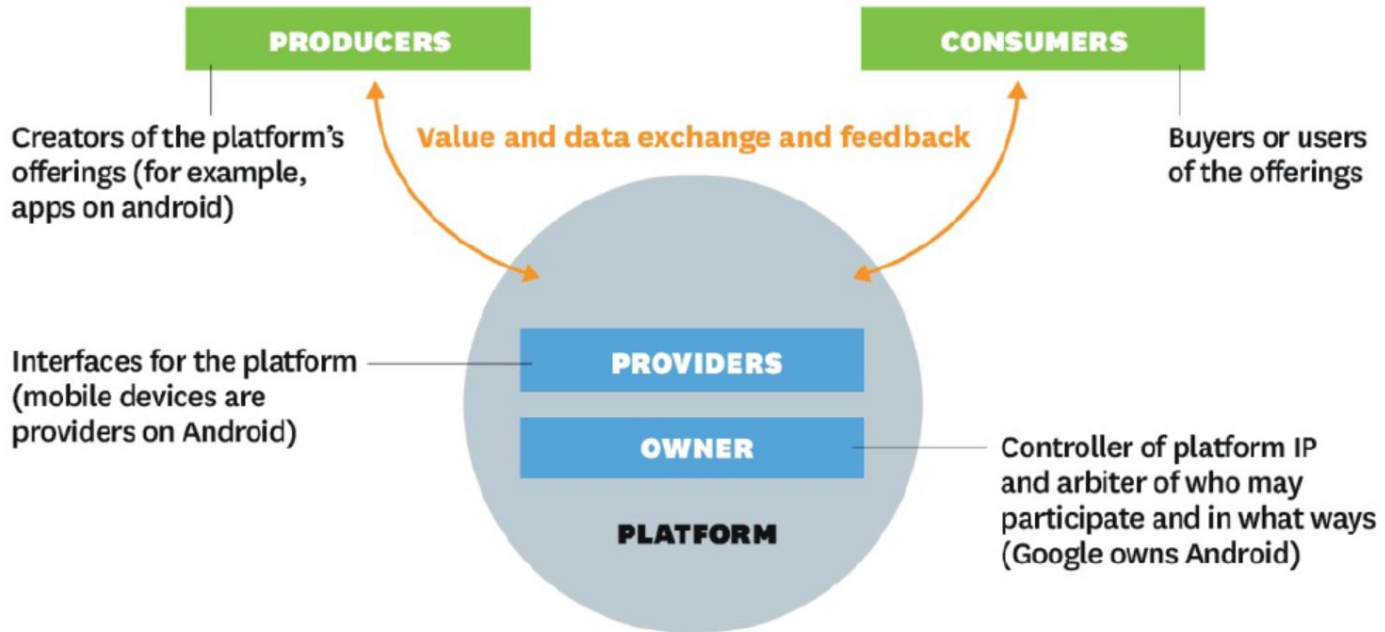 PRODUCERS
CONSUMERS
Creators of the platform's
offerings (for example,
apps on android)
Value and data exchange and feedback
Buyers or users
of the offerings
Interfaces for the platform
(mobile devices are
providers on Android)
PROVIDERS
OWNER
Controller of platform IP
and arbiter of who may
participate and in what ways
(Google owns Android)
PLATFORM